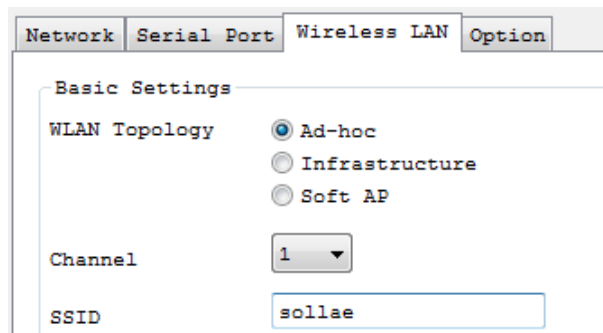 Network Serial Port Wireless LAN Option
Basic Settings
WLAN Topology Ad-hoc
Infrastructure
Soft AP
Channel 1
SSID sollae